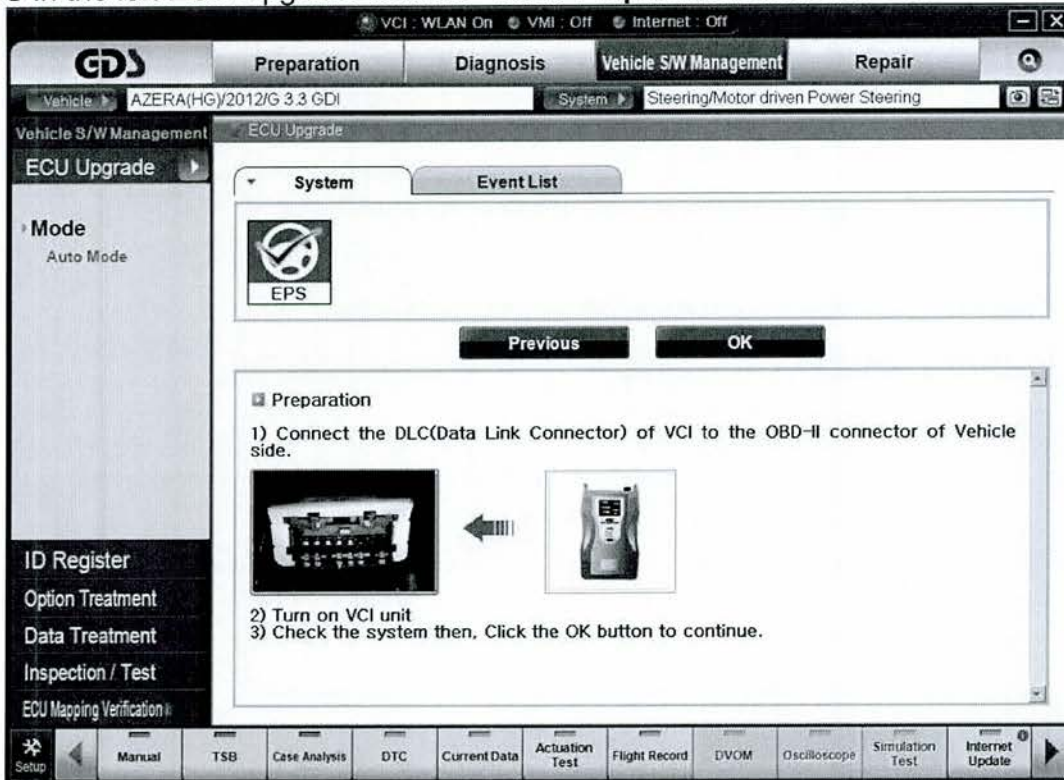 VCI : WLAN On VMI : Off Internet : Off
GDS Preparation Diagnosis Vehicle S/W Management Repair
Vehicle AZERA(HG)/2012/G 3.3 GDI System Steering/Motor driven Power Steering
Vehicle S/W Management
ECU Upgrade
ECU Upgrade
System Event List
Mode
Auto Mode
EPS
Previous OK
Preparation
1) Connect the DLC(Data Link Connector) of VCI to the OBD-II connector of Vehicle
side.
2) Turn on VCI unit
3) Check the system then, Click the OK button to continue.
ID Register
Option Treatment
Data Treatment
Inspection / Test
ECU Mapping Verification
Setup Manual TSB Case Analysis DTC Current Data Actuation Test Flight Record DVOM Oscilloscope Simulation Test Internet Update